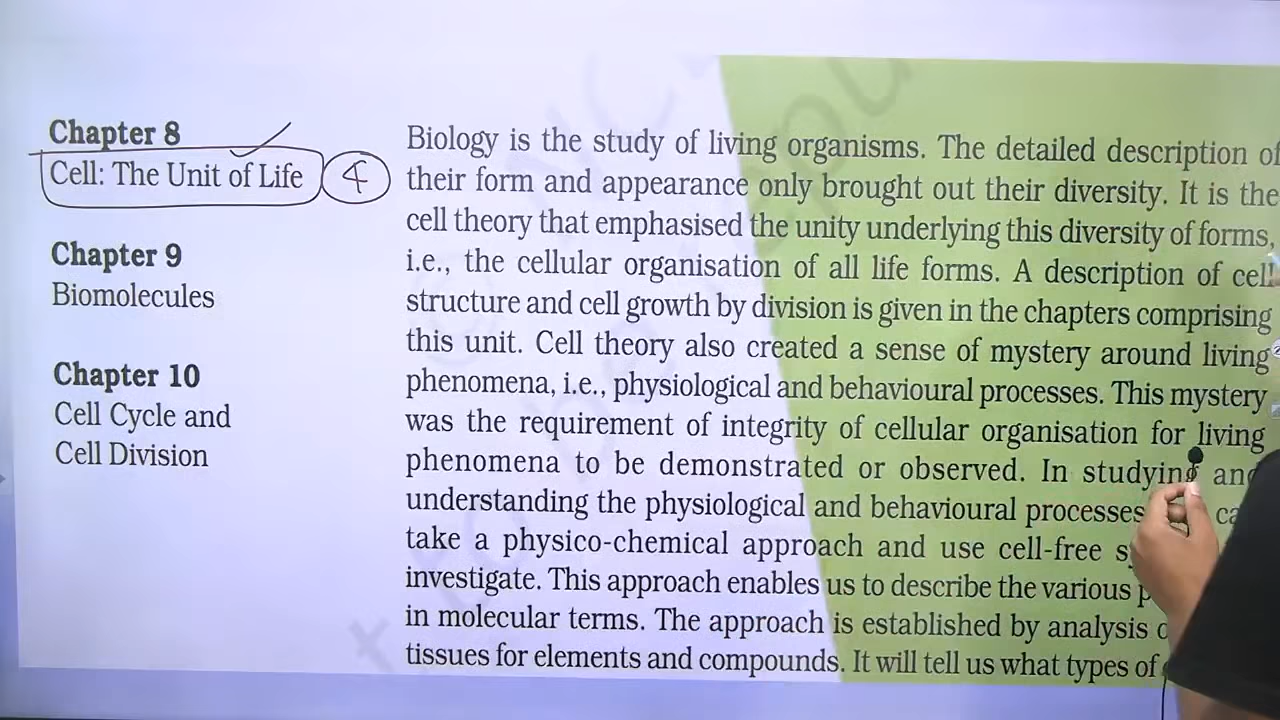 Chapter 8
Cell: The Unit of Life
4
Chapter 9
Biomolecules
Chapter 10
Cell Cycle and
Cell Division
Biology is the study of living organisms. The detailed description of
their form and appearance only brought out their diversity. It is the
cell theory that emphasised the unity underlying this diversity of forms,
i.e., the cellular organisation of all life forms. A description of cell
structure and cell growth by division is given in the chapters comprising
this unit. Cell theory also created a sense of mystery around living
phenomena, i.e., physiological and behavioural processes. This mystery
was the requirement of integrity of cellular organisation for living
phenomena to be demonstrated or observed. In studying and
understanding the physiological and behavioural processes
take a physico-chemical approach and use cell-free
investigate. This approach enables us to describe the various
in molecular terms. The approach is established by analysis
tissues for elements and compounds. It will tell us what types of